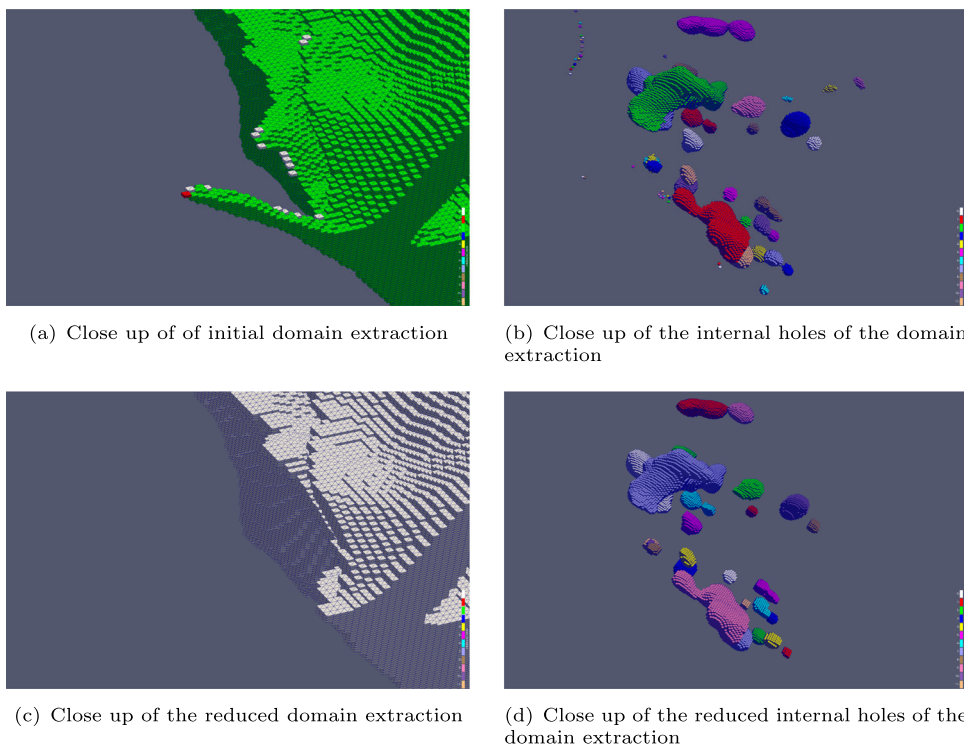 (a) Close up of of initial domain extraction
(b) Close up of the internal holes of the domain
extraction
(c) Close up of the reduced domain extraction
(d) Close up of the reduced internal holes of the
domain extraction